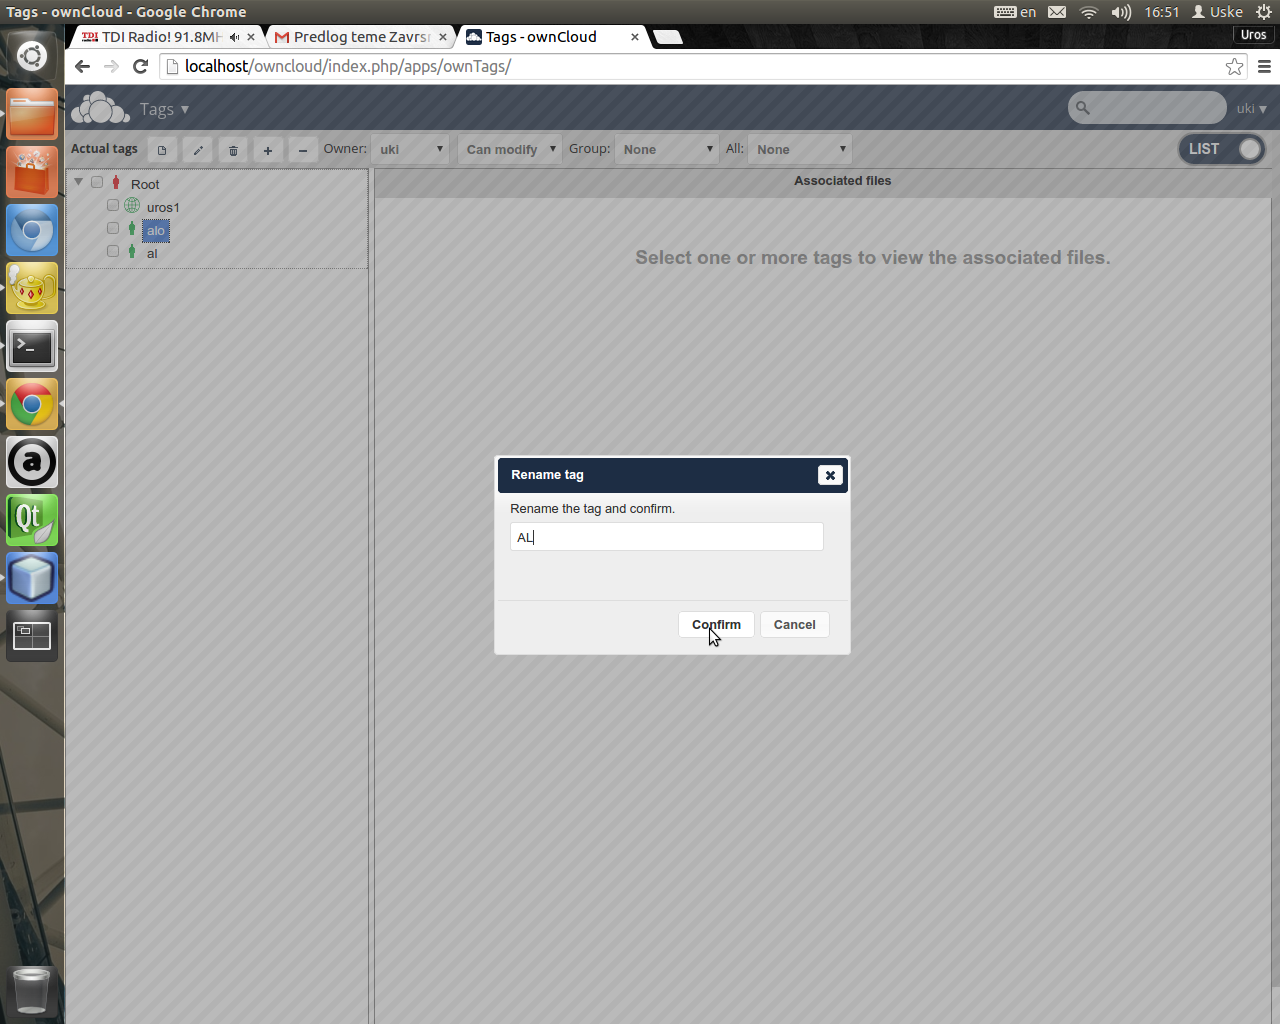 Tags - ownCloud - Google Chrome
en
16:51
Uske
TDI TDI Radio! 91.8MH
Predlog teme Zavrsn
Tags - ownCloud
Uros
localhost/owncloud/index.php/apps/ownTags/
Tags
uki
Actual tags
Owner:
uki
Can modify
Group:
None
All:
None
LIST
Root
uros1
alo
al
Associated files
Select one or more tags to view the associated files.
Rename tag
Rename the tag and confirm.
AL
Confirm
Cancel
a
Qt